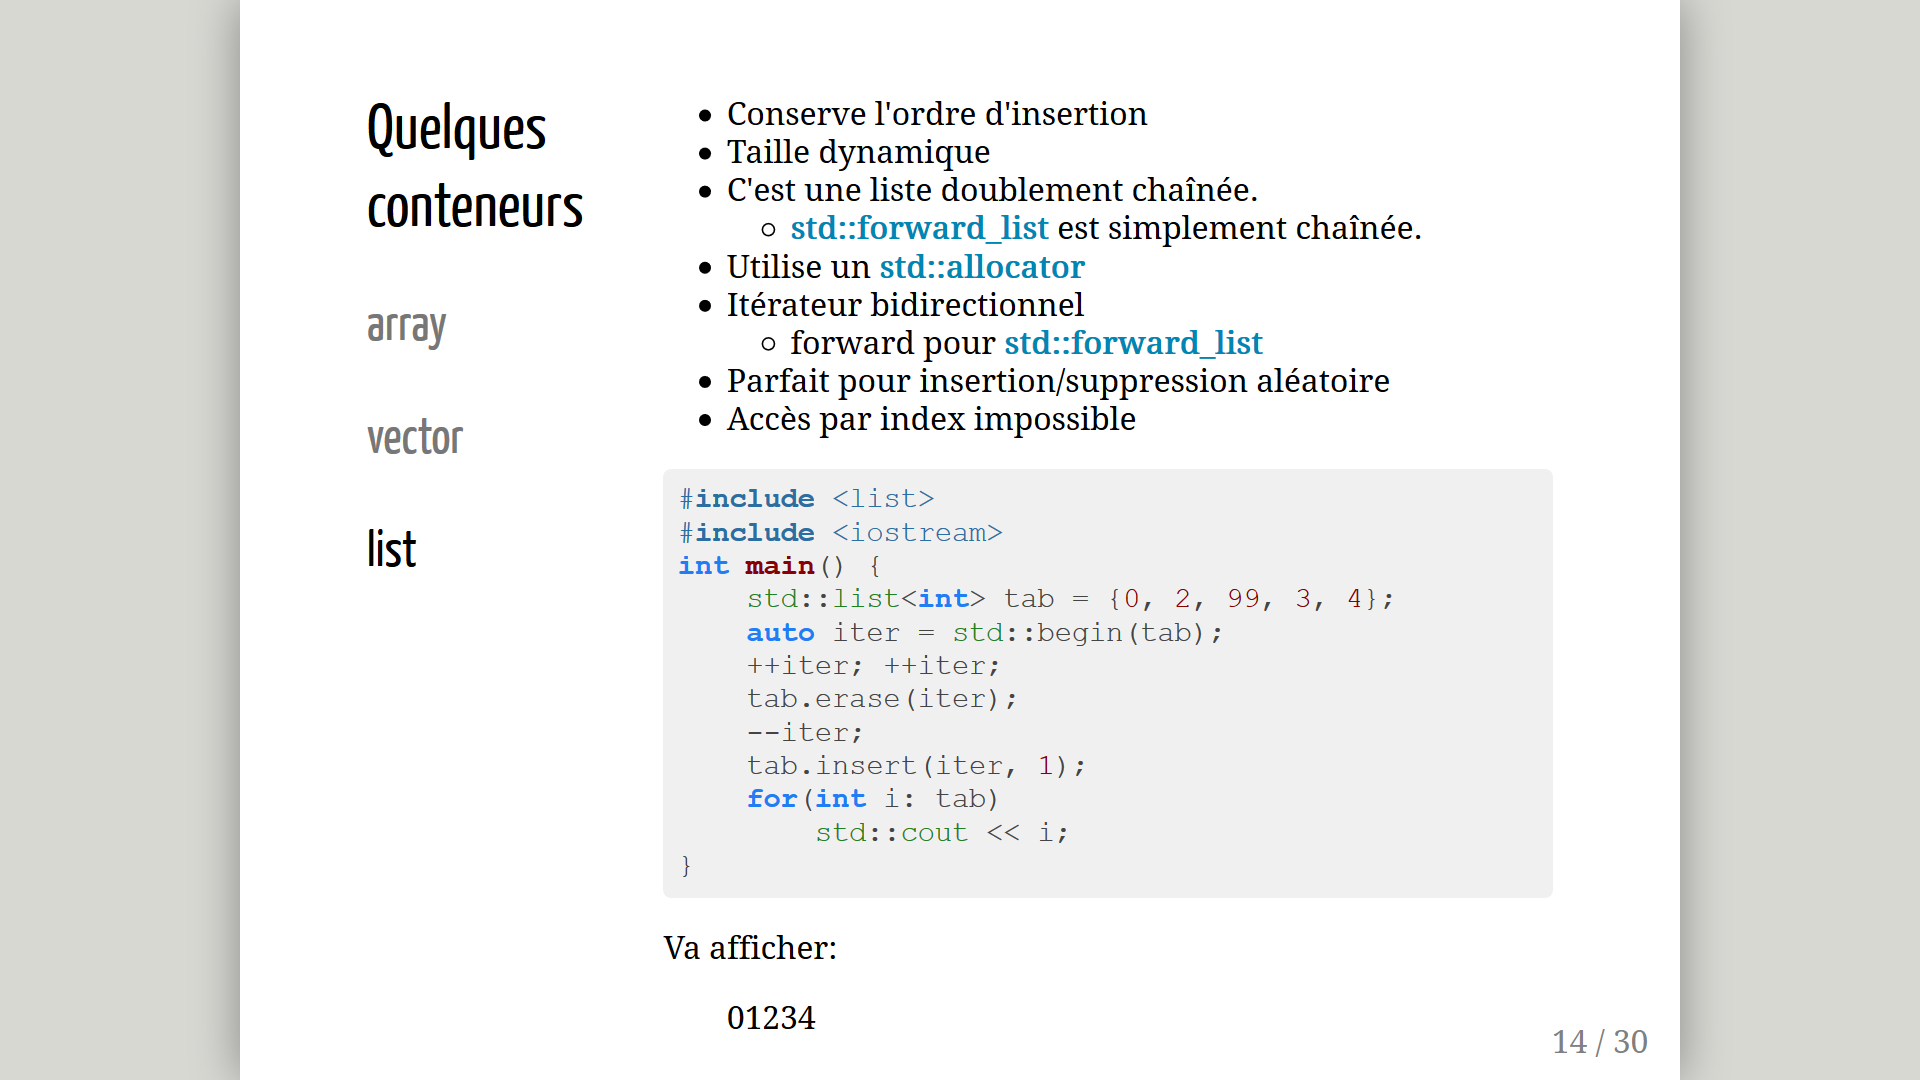 Quelques
conteneurs
array
vector
list
Conserve l'ordre d'insertion
Taille dynamique
C'est une liste doublement chaînée.
std::forward_list est simplement chaînée.
Utilise un std::allocator
Itérateur bidirectionnel
forward pour std::forward_list
Parfait pour insertion/suppression aléatoire
Accès par index impossible
#include <list>
#include <iostream>
int main() {
    std::list<int> tab = {0, 2, 99, 3, 4};
    auto iter = std::begin(tab);
    ++iter; ++iter;
    tab.erase(iter);
    --iter;
    tab.insert(iter, 1);
    for(int i: tab)
        std::cout << i;
}
Va afficher:
01234
14 / 30